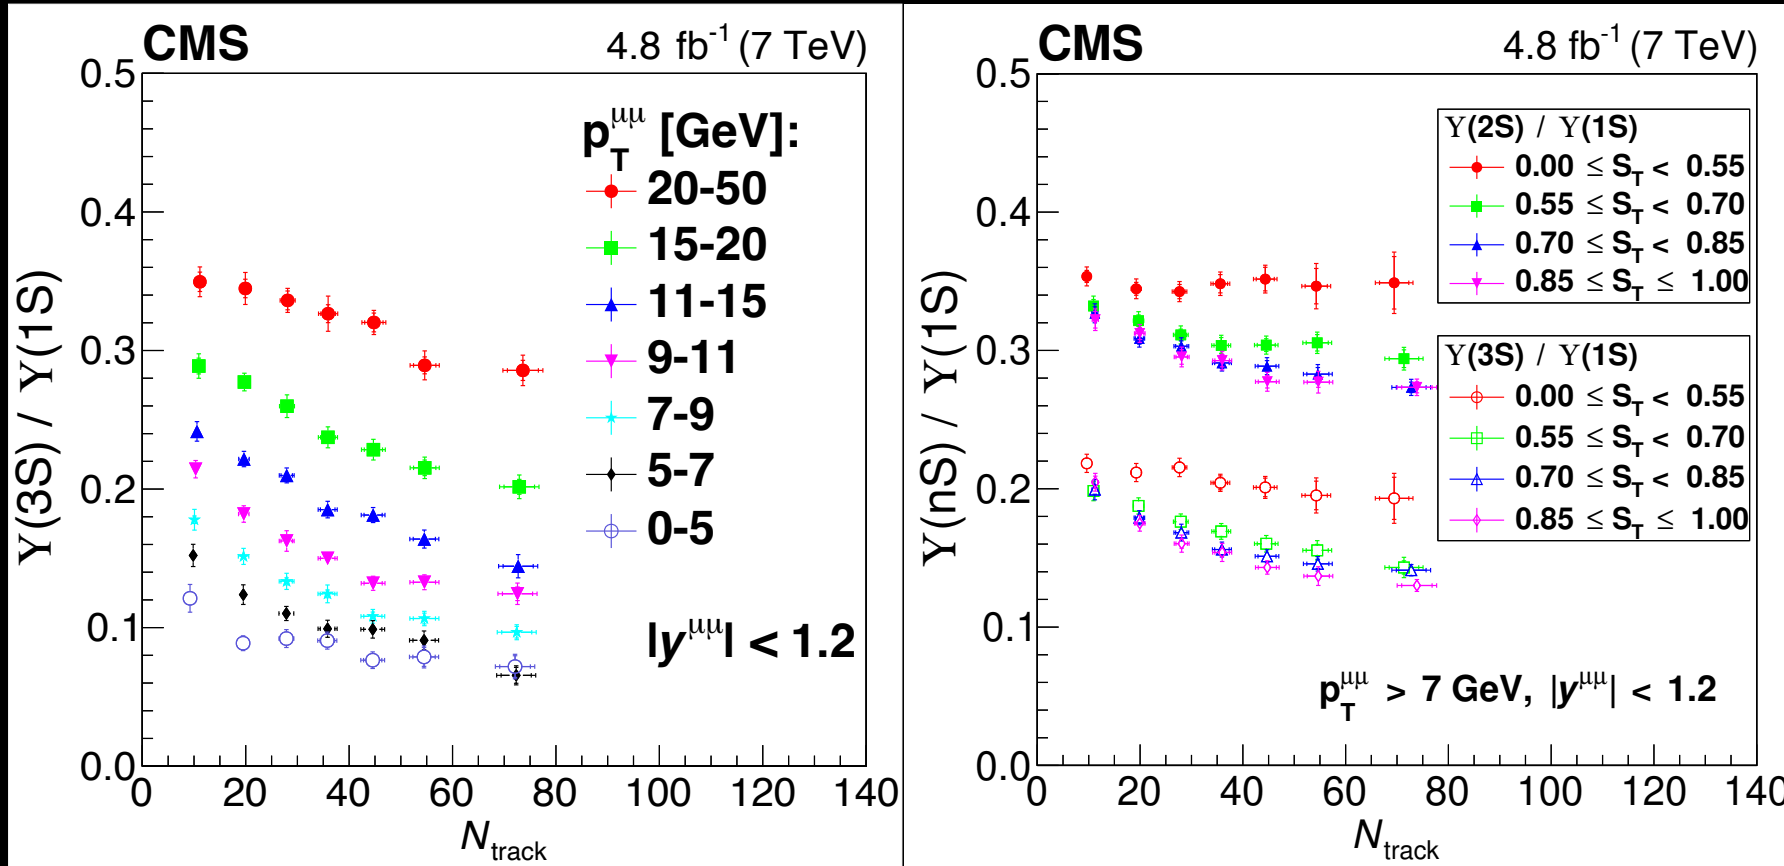 CMS
4.8 fb-1 (7 TeV)
Υ(3S) / Υ(1S)
0.5
0.4
0.3
0.2
0.1
0.0
pTμμ [GeV]:
20-50
15-20
11-15
9-11
7-9
5-7
0-5
|yμμ| < 1.2
0 20 40 60 80 100 120 140
Ntrack
CMS
4.8 fb-1 (7 TeV)
Υ(nS) / Υ(1S)
0.5
0.4
0.3
0.2
0.1
0.0
Υ(2S) / Υ(1S)
0.00 ≤ ST < 0.55
0.55 ≤ ST < 0.70
0.70 ≤ ST < 0.85
0.85 ≤ ST ≤ 1.00
Υ(3S) / Υ(1S)
0.00 ≤ ST < 0.55
0.55 ≤ ST < 0.70
0.70 ≤ ST < 0.85
0.85 ≤ ST ≤ 1.00
pTμμ > 7 GeV, |yμμ| < 1.2
0 20 40 60 80 100 120 140
Ntrack